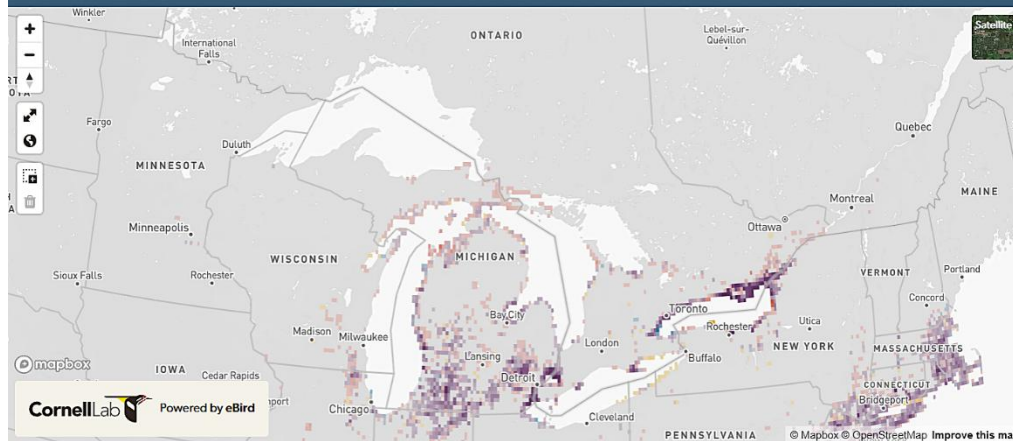 Winkler
ONTARIO
Lebel-sur-
Quévillon
Satellite
International
Falls
Fargo
Quebec
Duluth
MINNESOTA
MAINE
Montreal
Ottawa
Minneapolis
WISCONSIN
MICHIGAN
VERMONT
Portland
Sioux Falls
Rochester
Toronto
Concord
Bay City
Rochester
Utica
Madison
Milwaukee
London
Buffalo
NEW YORK
MASSACHUSETTS
mapbox
Lansing
IOWA
Cedar Rapids
Detroit
CONNECTICUT
Bridgeport
CornellLab
Powered by eBird
port
Chicago
Cleveland
PENNSYLVANIA
© Mapbox © OpenStreetMap Improve this ma